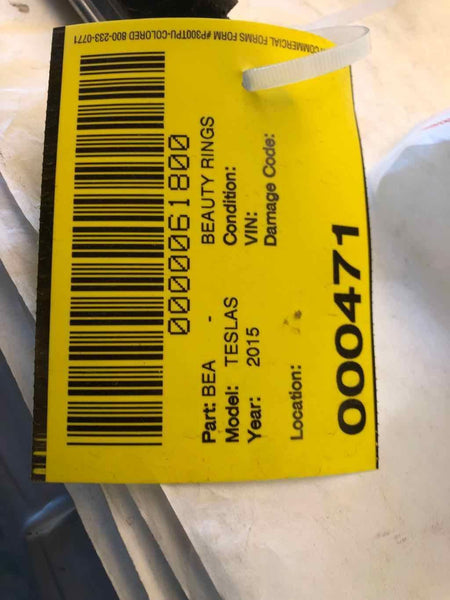 COMMERCIAL FORMS FORM #P300TPU-COLORED 800-233-0771
0000061800
Part: BEA - BEAUTY RINGS
Model: TESLAS Condition:
Year: 2015 VIN:
Damage Code:
Location:
000471